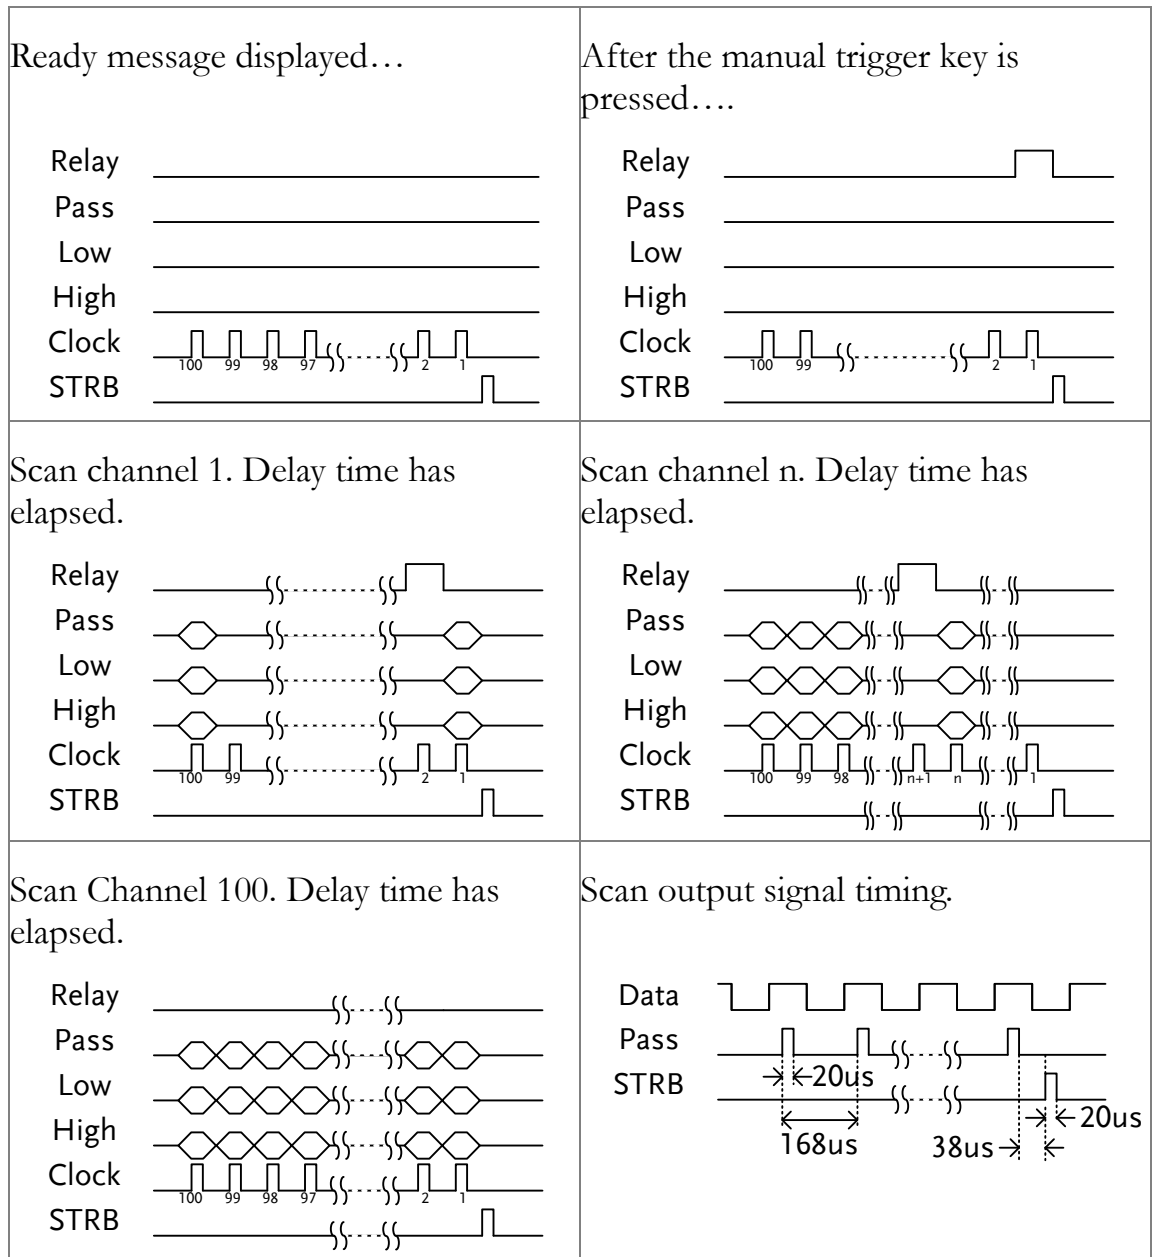 Ready message displayed…
Relay
Pass
Low
High
Clock
100 99 98 97 2 1
STRB
After the manual trigger key is
pressed….
Relay
Pass
Low
High
Clock
100 99 2 1
STRB
Scan channel 1. Delay time has
elapsed.
Relay
Pass
Low
High
Clock
100 99 2 1
STRB
Scan channel n. Delay time has
elapsed.
Relay
Pass
Low
High
Clock
100 99 98 n+1 n 1
STRB
Scan Channel 100. Delay time has
elapsed.
Relay
Pass
Low
High
Clock
100 99 98 97 2 1
STRB
Scan output signal timing.
Data
Pass
STRB
20us
20us
168us
38us